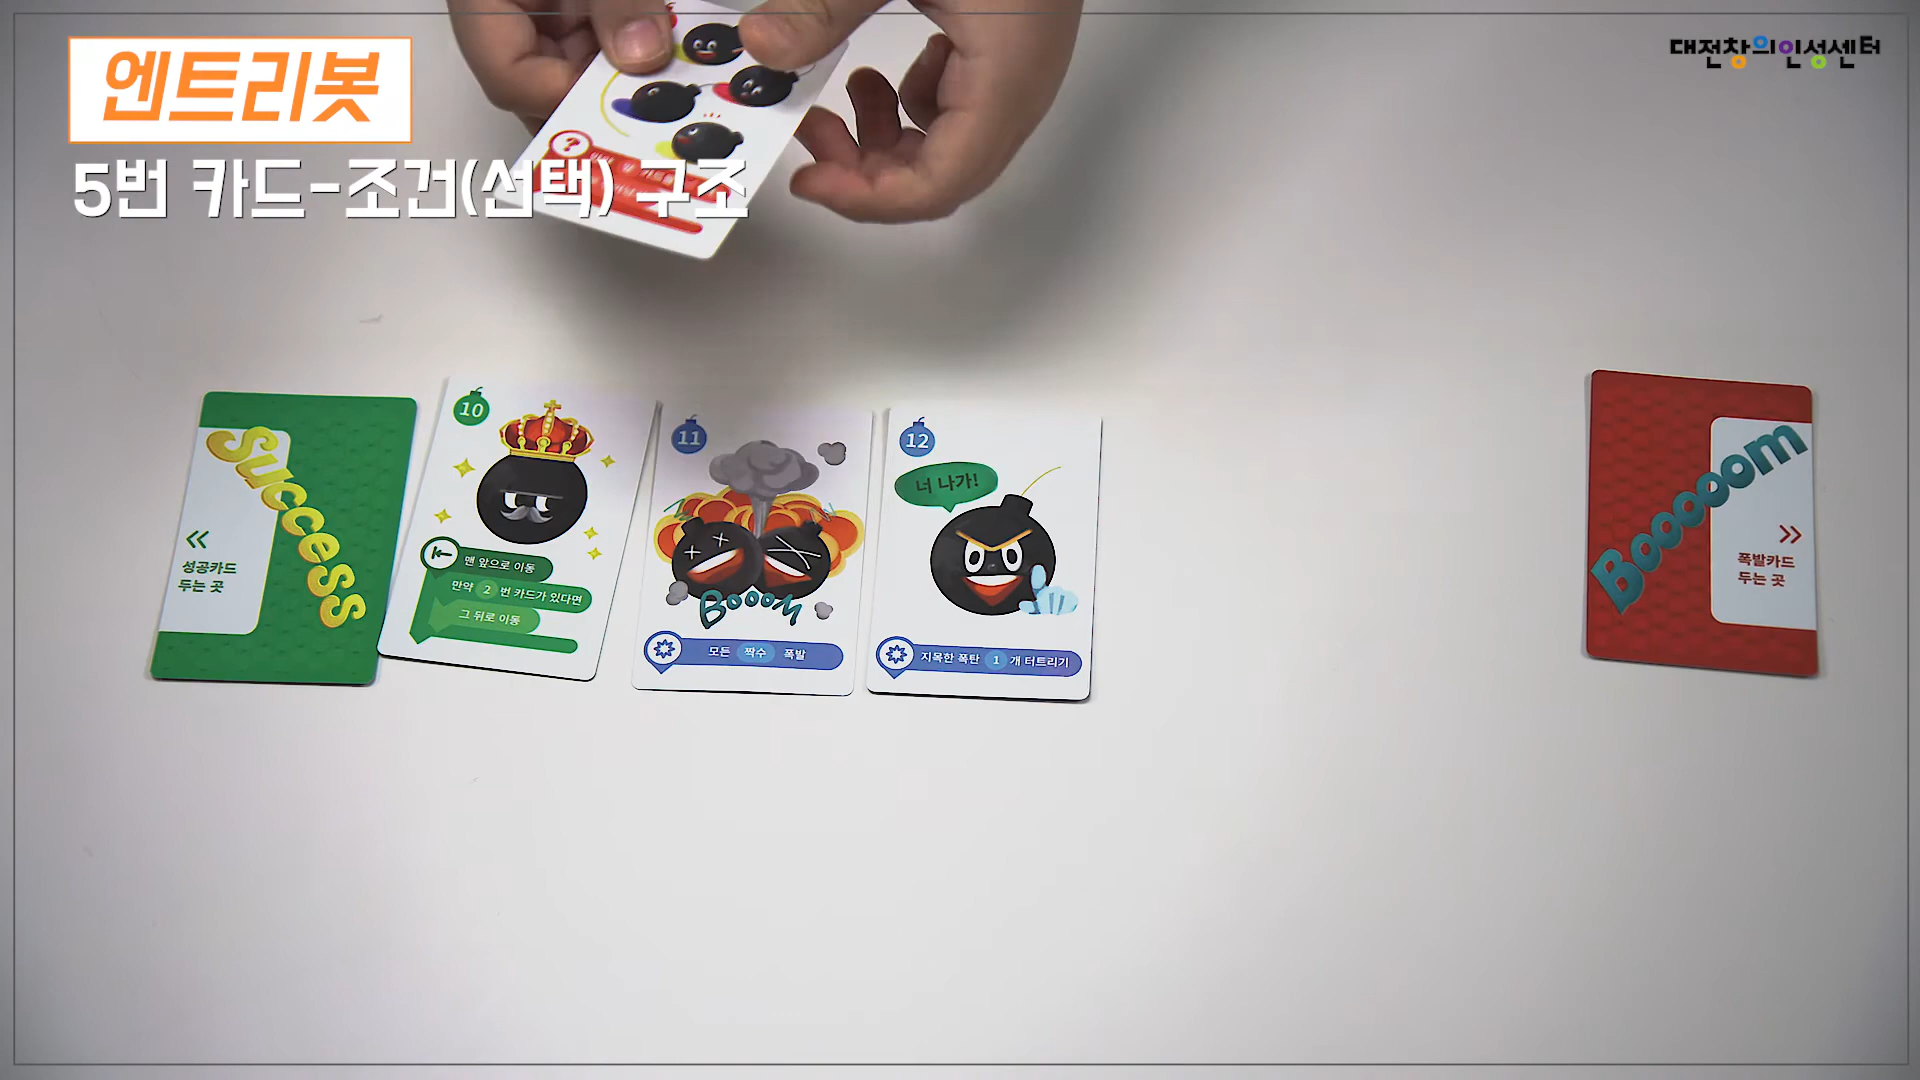 엔트리봇
대전창의인성센터
5번 카드-조건(선택) 구조
?
Success
성공카드
두는 곳
10
맨 앞으로 이동
만약 2 번 카드가 있다면
그 뒤로 이동
11
BOOOM
모든 짝수 폭발
12
너 나가!
지목한 폭탄 1 개 터트리기
Boooooom
폭발카드
두는 곳